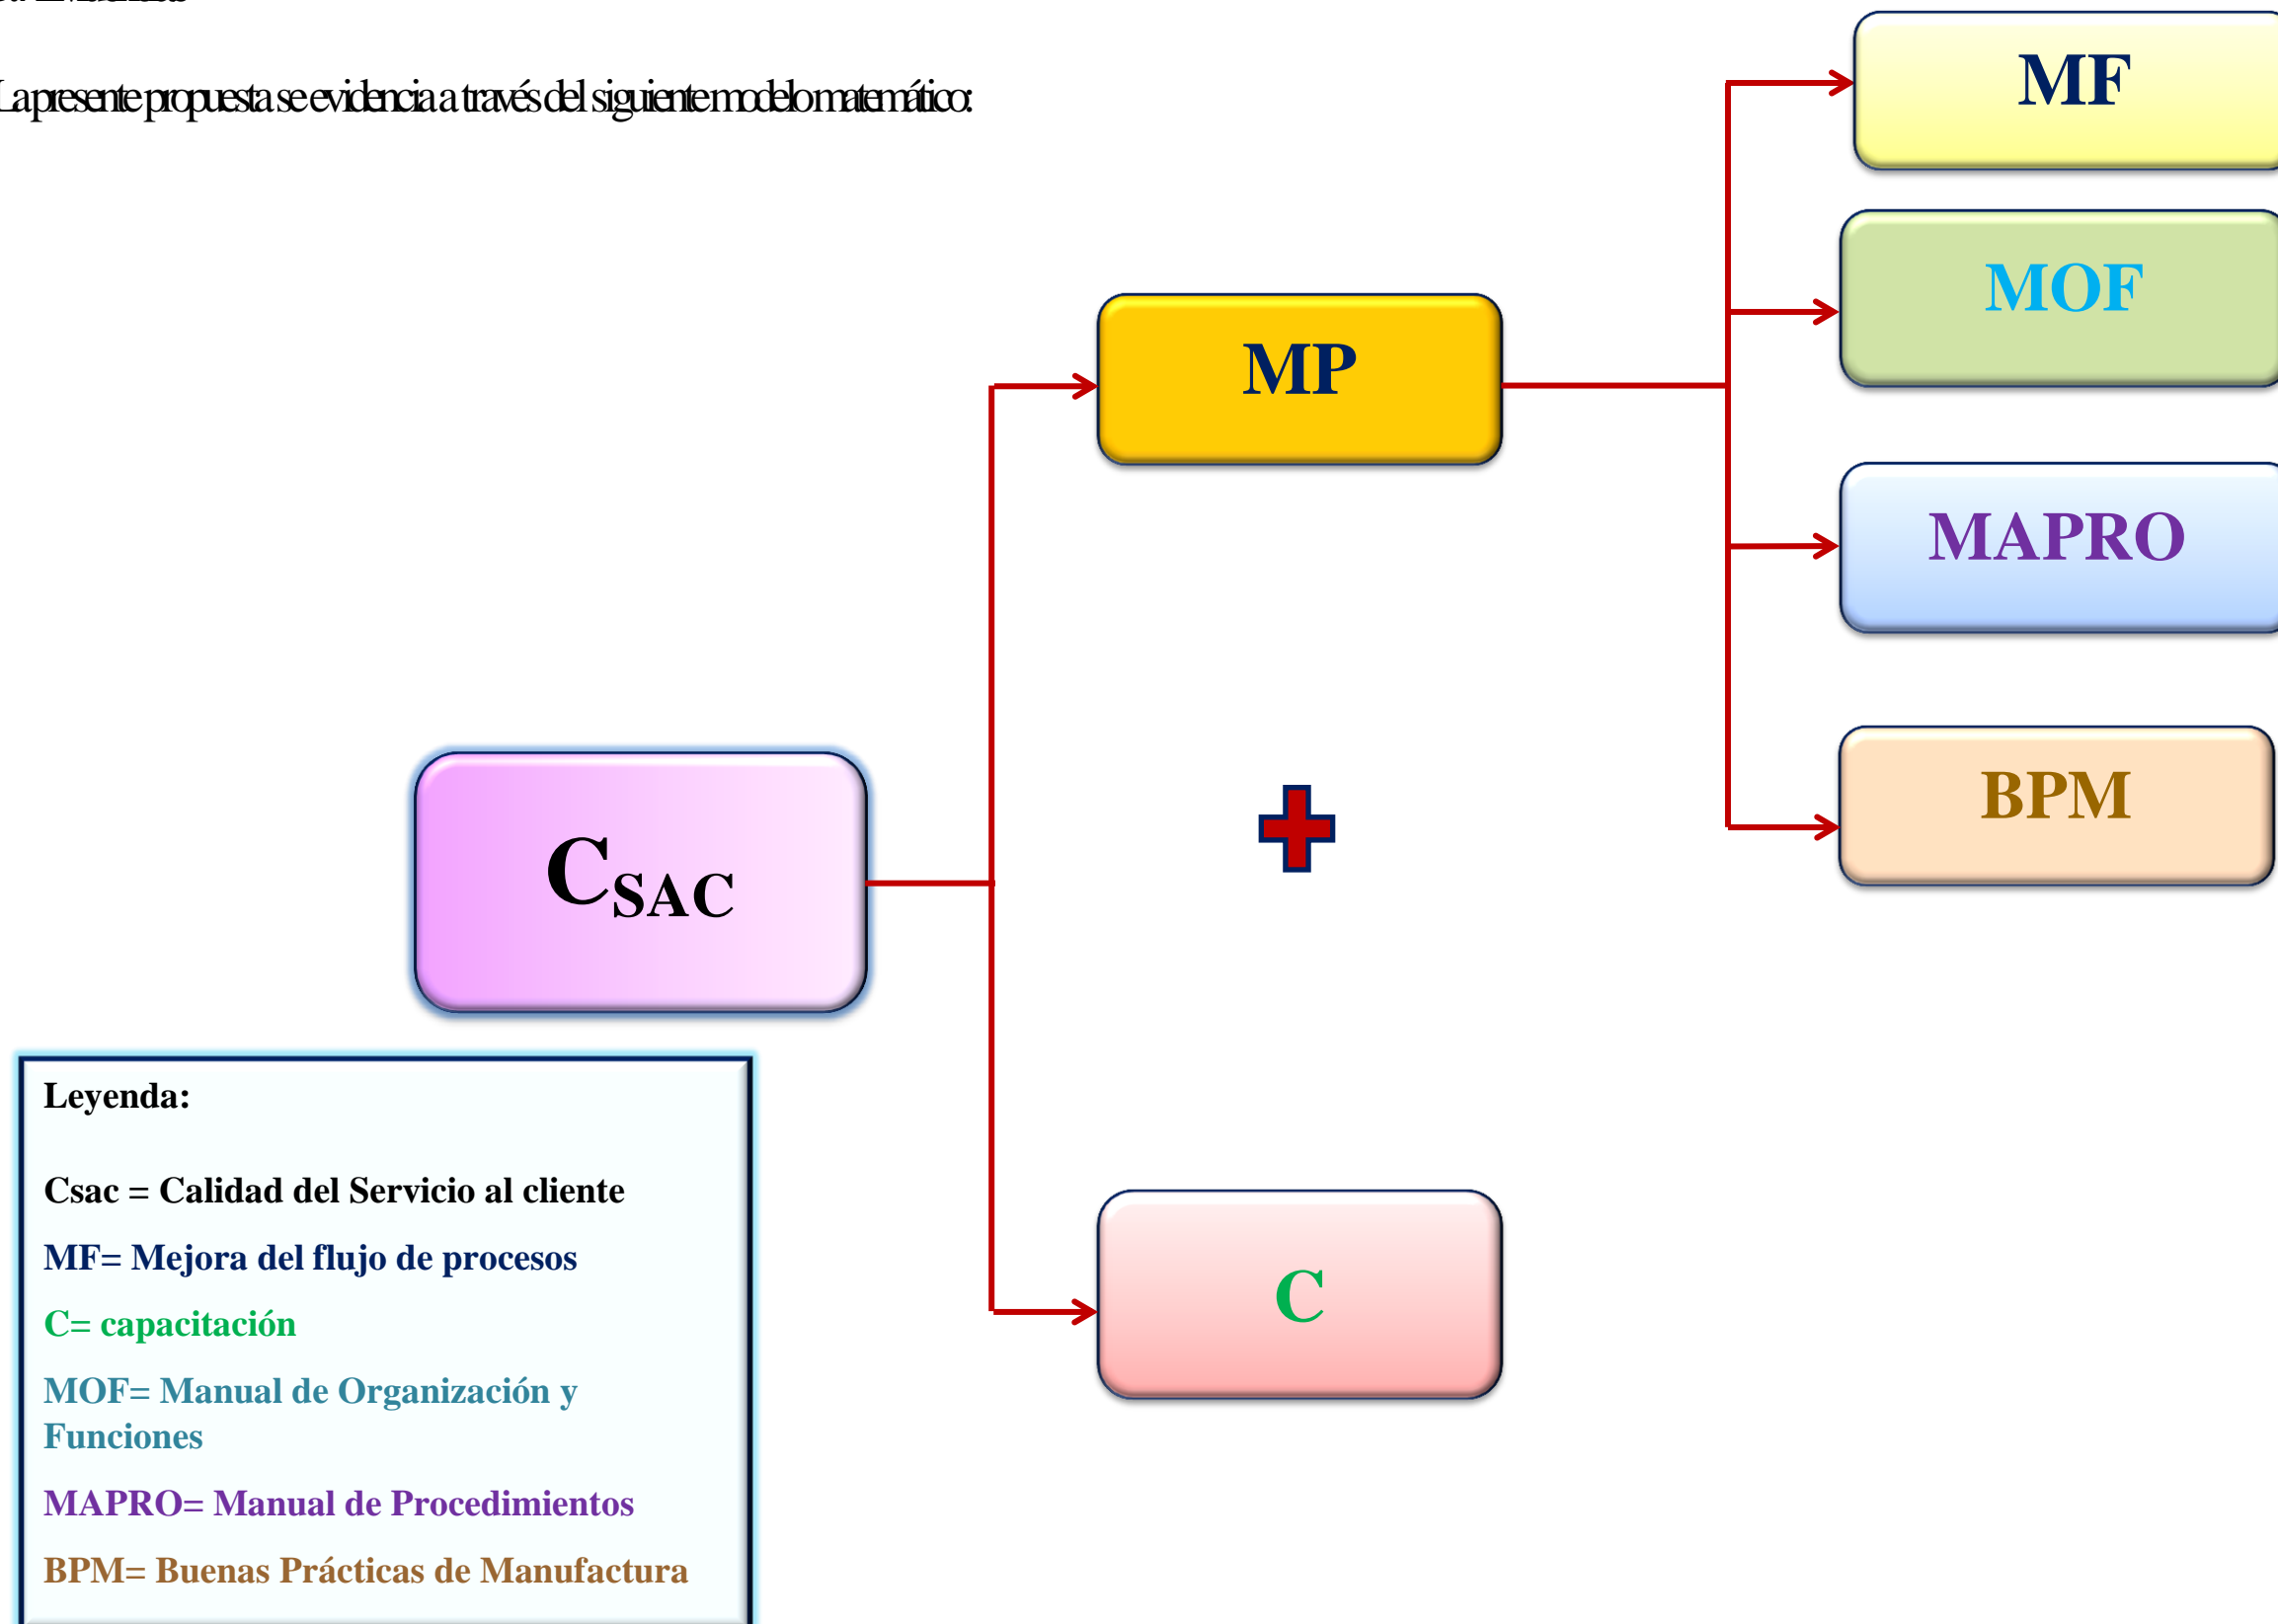 La presente propuesta se evidencia a través del siguiente modelo matemático:
MF
MOF
MP
MAPRO
BPM
CSAC
C
Leyenda:
Csac = Calidad del Servicio al cliente
MF= Mejora del flujo de procesos
C= capacitación
MOF= Manual de Organización y
Funciones
MAPRO= Manual de Procedimientos
BPM= Buenas Prácticas de Manufactura